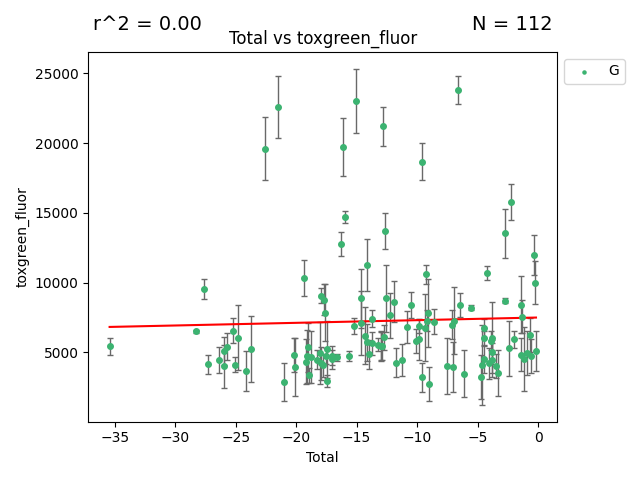 r^2 = 0.00
N = 112
Total vs toxgreen_fluor
G
25000
20000
15000
10000
5000
toxgreen_fluor
−35
−30
−25
−20
−15
−10
−5
0
Total